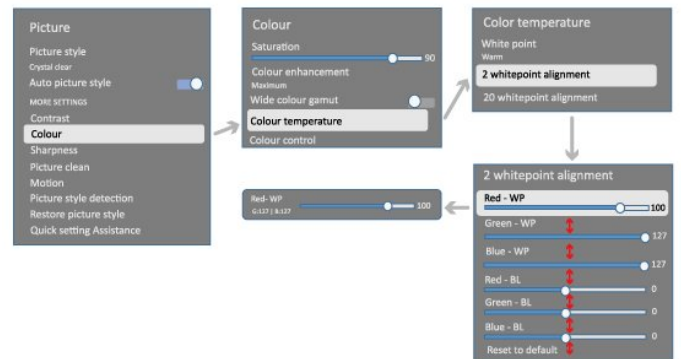 Picture
Picture style
Crystal clear
Auto picture style
MORE SETTINGS
Contrast
Colour
Sharpness
Picture clean
Motion
Picture style detection
Restore picture style
Quick setting Assistance
Colour
Saturation
90
Colour enhancement
Maximum
Wide colour gamut
Colour temperature
Colour control
Color temperature
White point
Warm
2 whitepoint alignment
20 whitepoint alignment
2 whitepoint alignment
Red - WP
100
Green - WP
127
Blue - WP
127
Red - BL
0
Green - BL
0
Blue - BL
Reset to default
Red- WP
G:127 | B:127
100